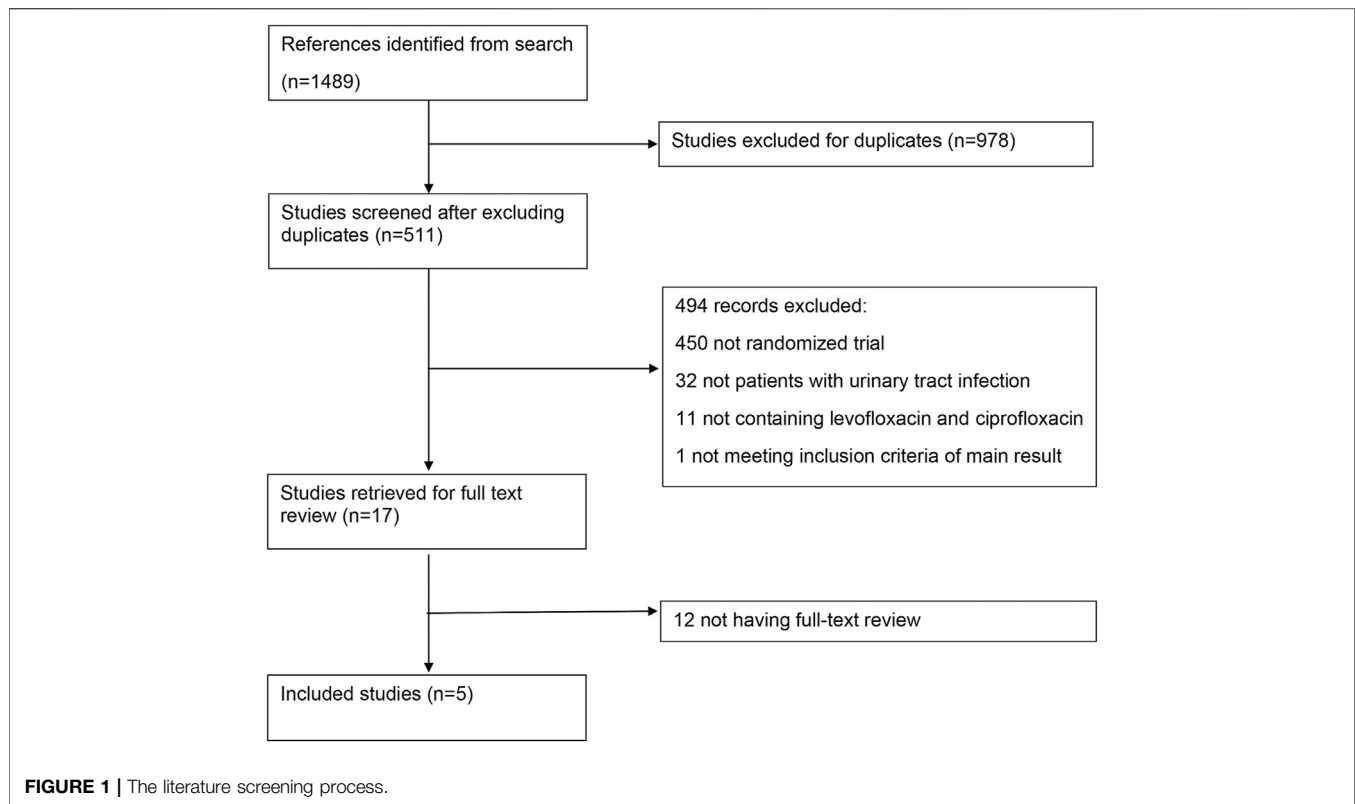 References identified from search
(n=1489)
Studies excluded for duplicates (n=978)
Studies screened after excluding
duplicates (n=511)
494 records excluded:
450 not randomized trial
32 not patients with urinary tract infection
11 not containing levofloxacin and ciprofloxacin
1 not meeting inclusion criteria of main result
Studies retrieved for full text
review (n=17)
12 not having full-text review
Included studies (n=5)
FIGURE 1 | The literature screening process.